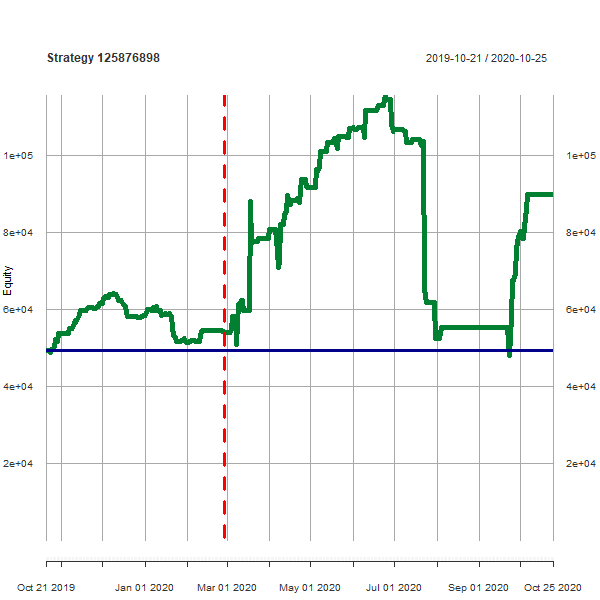 Strategy 125876898
2019-10-21 / 2020-10-25
1e+05
1e+05
8e+04
8e+04
Equity
6e+04
6e+04
4e+04
4e+04
2e+04
2e+04
Oct 21 2019
Jan 01 2020
Mar 01 2020
May 01 2020
Jul 01 2020
Sep 01 2020
Oct 25 2020